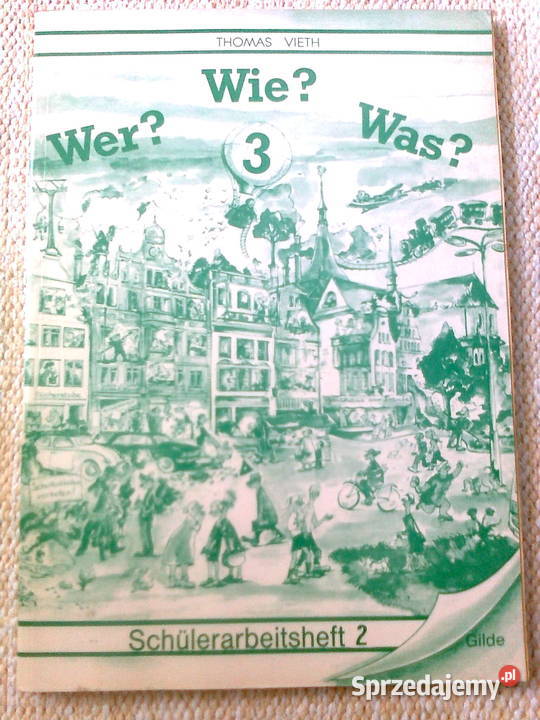 THOMAS VIETH
Wer? Wie? Was?
3
Schülerarbeitsheft 2
Gilde
Sprzedajemy.pl